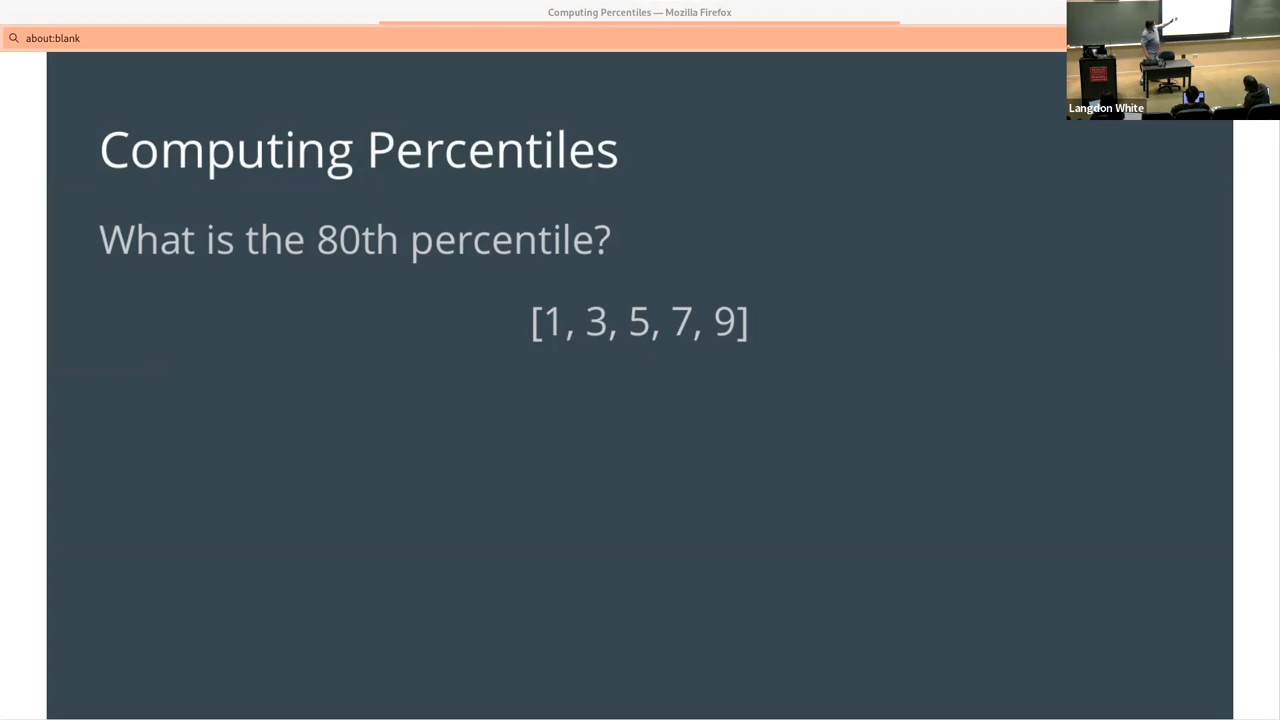 Computing Percentiles — Mozilla Firefox
about:blank
Langdon White
Computing Percentiles
What is the 80th percentile?
[1, 3, 5, 7, 9]